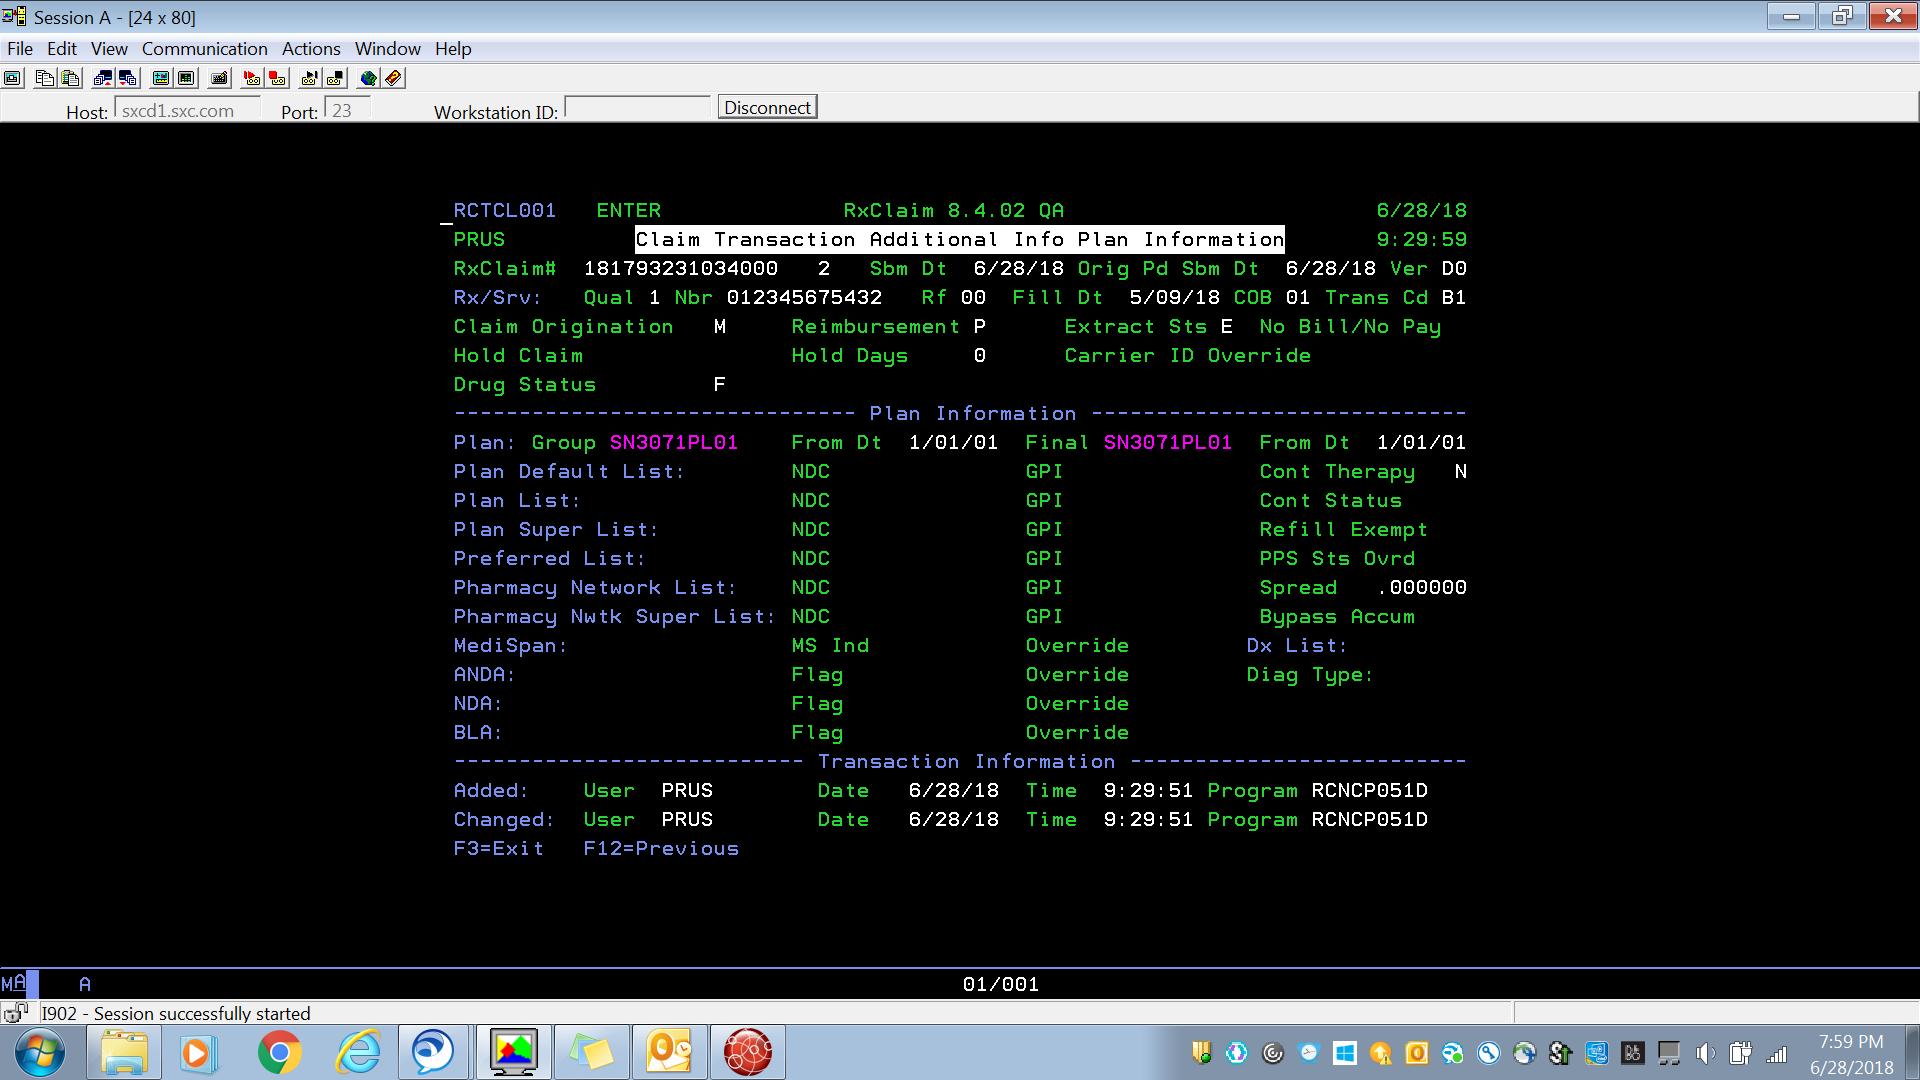 Session A - [24 x 80]
File Edit View Communication Actions Window Help
Host: sxcd1.sxc.com Port: 23 Workstation ID: Disconnect
RCTCL001 ENTER RxClaim 8.4.02 QA 6/28/18
PRUS Claim Transaction Additional Info Plan Information 9:29:59
RxClaim# 181793231034000 2 Sbm Dt 6/28/18 Orig Pd Sbm Dt 6/28/18 Ver D0
Rx/Srv: Qual 1 Nbr 012345675432 Rf 00 Fill Dt 5/09/18 COB 01 Trans Cd B1
Claim Origination M Reimbursement P Extract Sts E No Bill/No Pay
Hold Claim Hold Days 0 Carrier ID Override
Drug Status F
------------------------------- Plan Information -----------------------------
Plan: Group SN3071PL01 From Dt 1/01/01 Final SN3071PL01 From Dt 1/01/01
Plan Default List: NDC GPI Cont Therapy N
Plan List: NDC GPI Cont Status
Plan Super List: NDC GPI Refill Exempt
Preferred List: NDC GPI PPS Sts Ovrd
Pharmacy Network List: NDC GPI Spread .000000
Pharmacy Nwtk Super List: NDC GPI Bypass Accum
MediSpan: MS Ind Override Dx List:
ANDA: Flag Override Diag Type:
NDA: Flag Override
BLA: Flag Override
--------------------------- Transaction Information --------------------------
Added: User PRUS Date 6/28/18 Time 9:29:51 Program RCNCP051D
Changed: User PRUS Date 6/28/18 Time 9:29:51 Program RCNCP051D
F3=Exit F12=Previous
MA A 01/001
I902 - Session successfully started
7:59 PM
6/28/2018